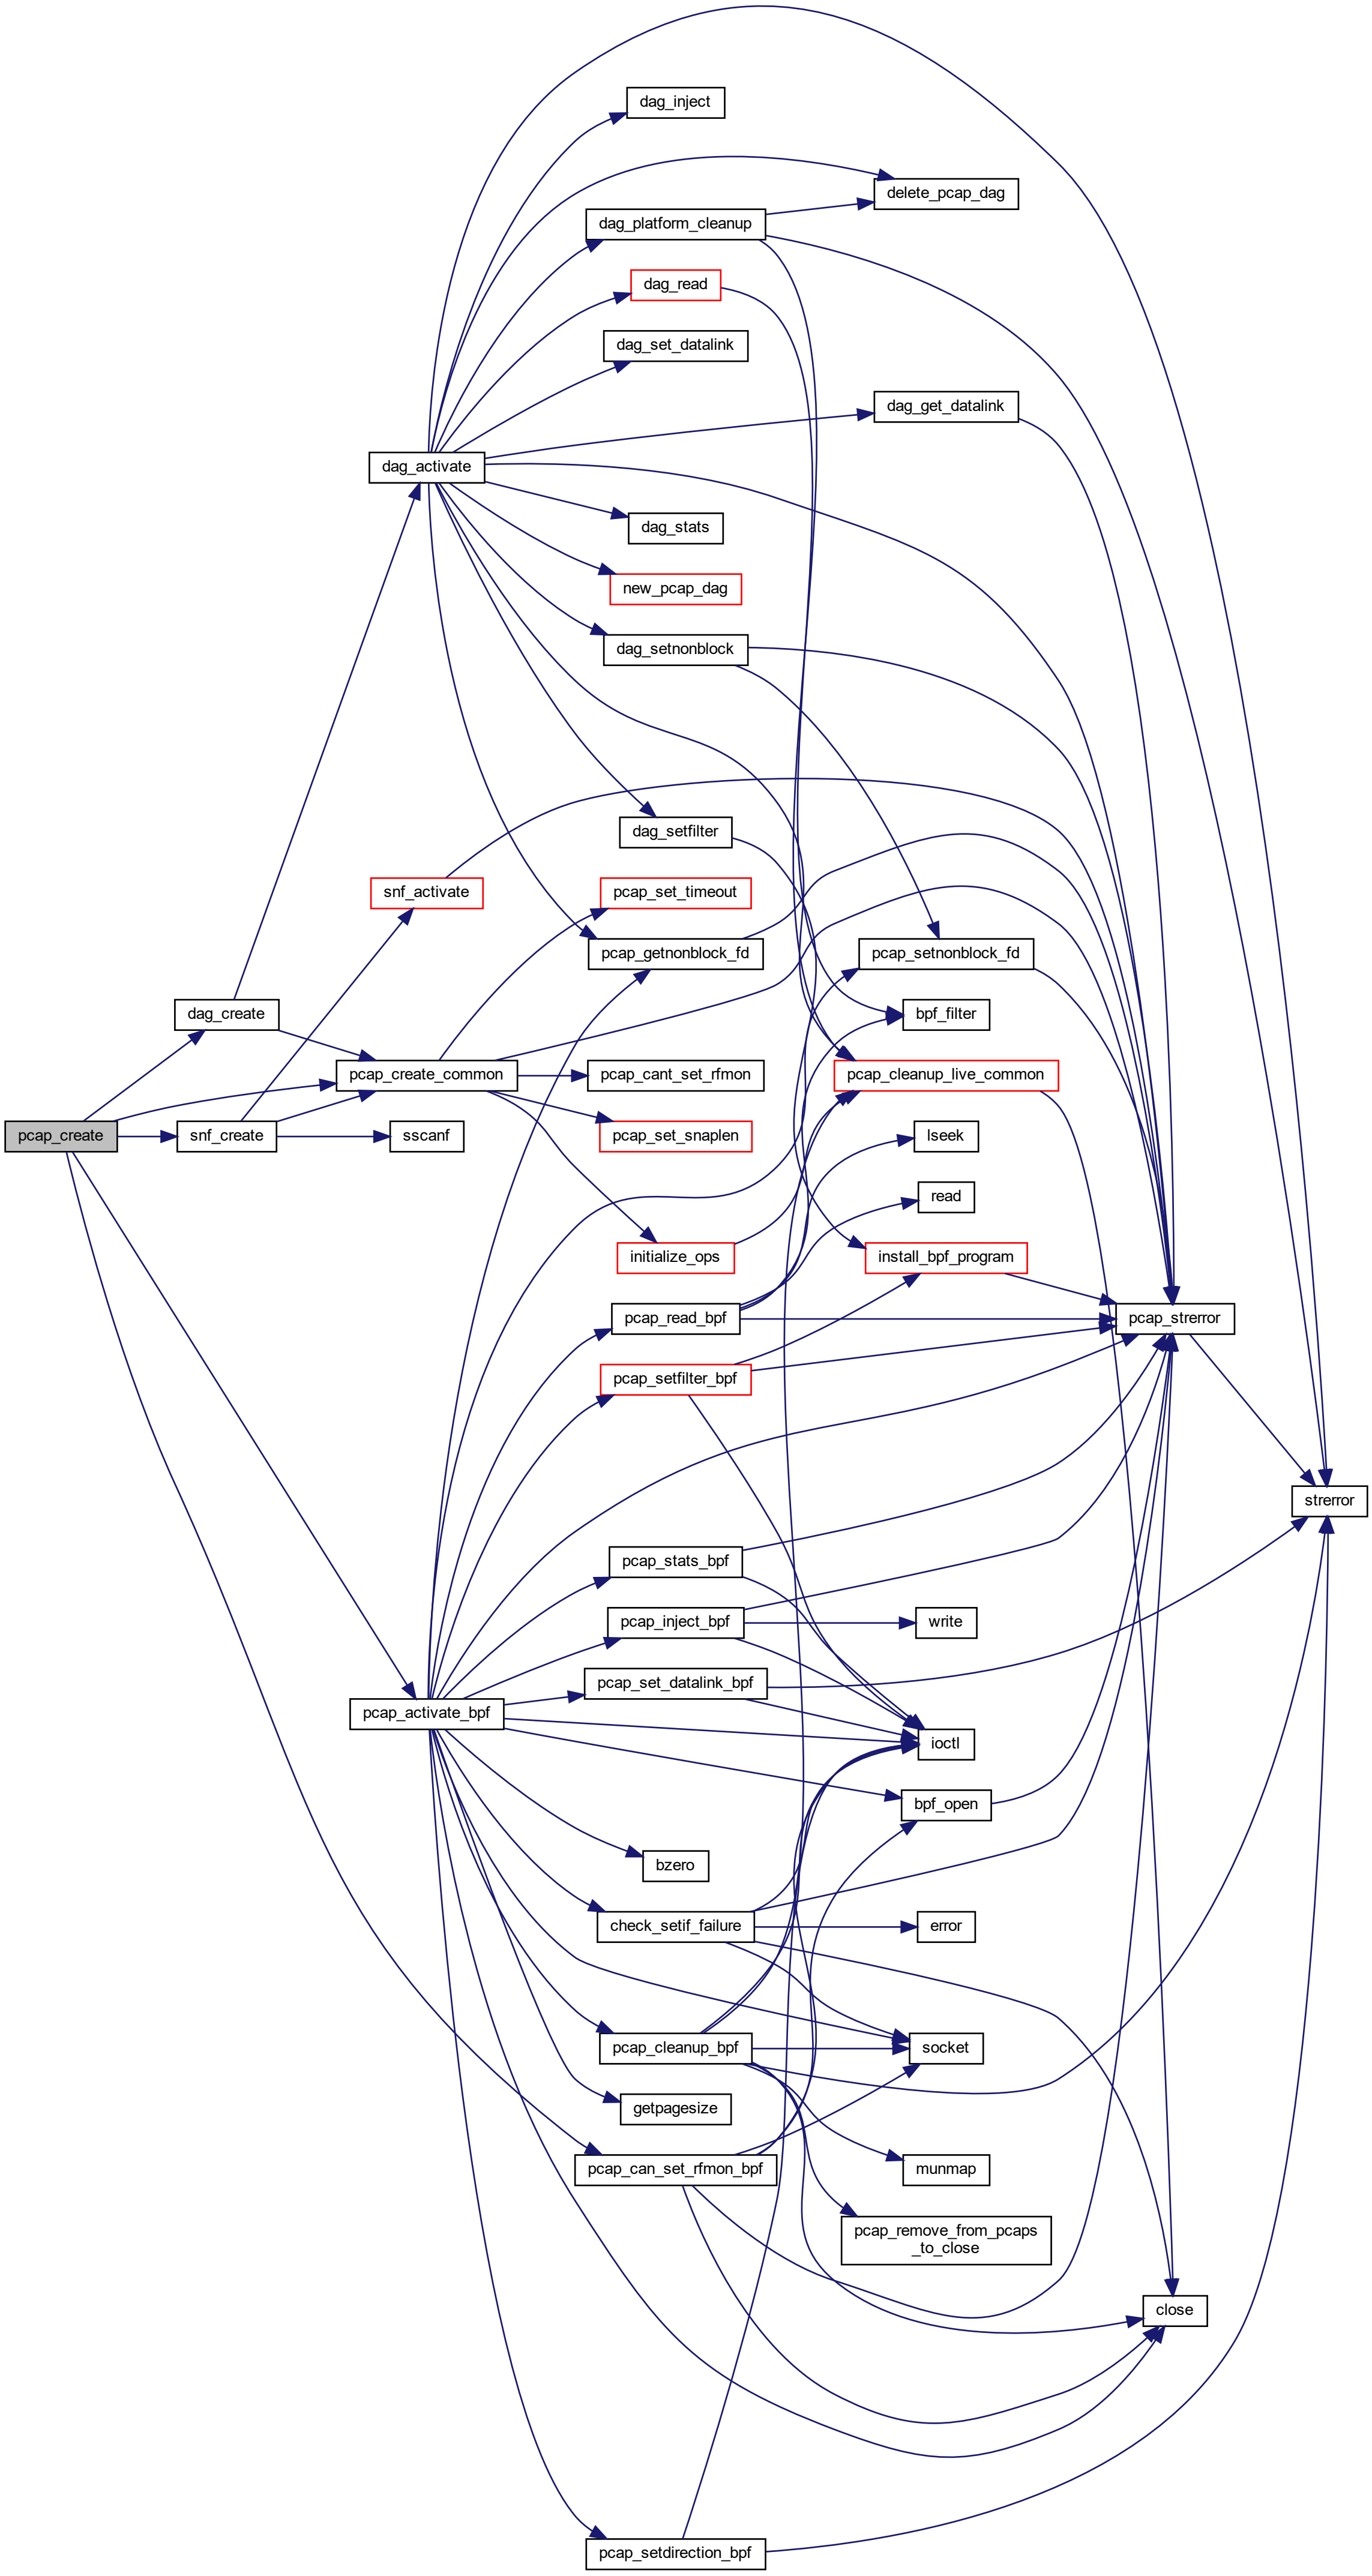 dag_inject
delete_pcap_dag
dag_platform_cleanup
dag_read
dag_set_datalink
dag_get_datalink
dag_activate
dag_stats
new_pcap_dag
dag_setnonblock
dag_setfilter
snf_activate
pcap_set_timeout
pcap_getnonblock_fd
pcap_setnonblock_fd
dag_create
bpf_filter
pcap_create_common
pcap_cant_set_rfmon
pcap_cleanup_live_common
pcap_create
snf_create
sscanf
pcap_set_snaplen
lseek
read
initialize_ops
install_bpf_program
pcap_read_bpf
pcap_strerror
pcap_setfilter_bpf
strerror
pcap_stats_bpf
pcap_inject_bpf
write
pcap_set_datalink_bpf
pcap_activate_bpf
ioctl
bpf_open
bzero
check_setif_failure
error
pcap_cleanup_bpf
socket
getpagesize
pcap_can_set_rfmon_bpf
munmap
pcap_remove_from_pcaps
_to_close
close
pcap_setdirection_bpf